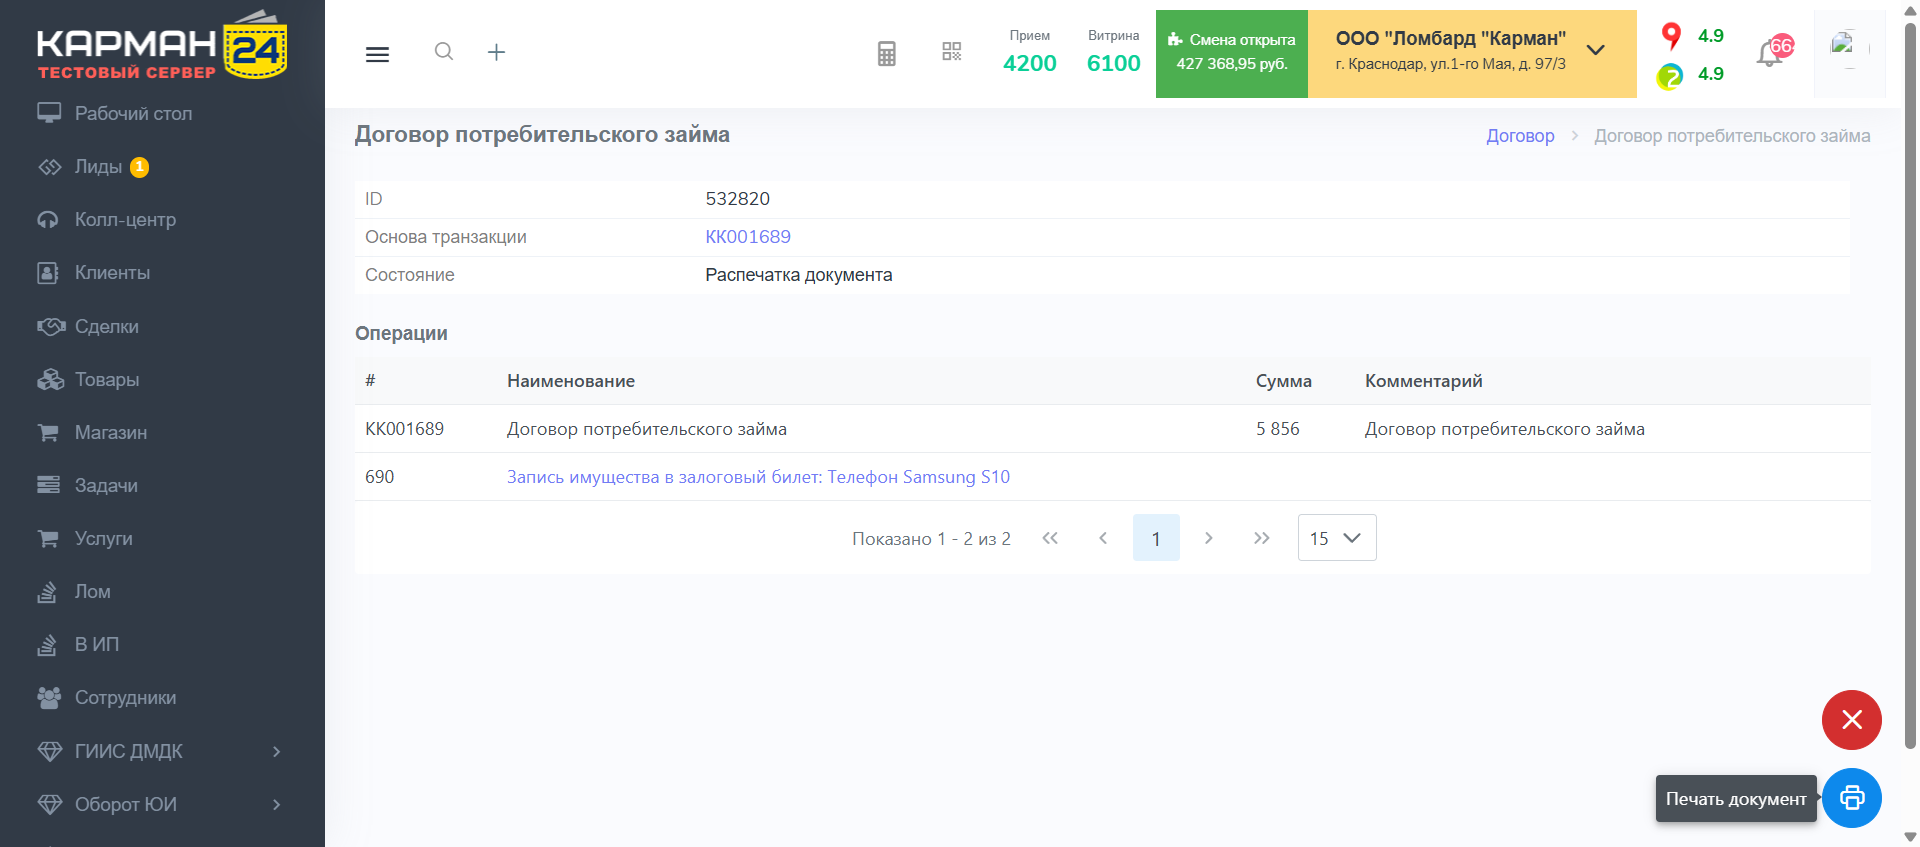 КАРМАН 24
ТЕСТОВЫЙ СЕРВЕР
Рабочий стол
Лиды 1
Колл-центр
Клиенты
Сделки
Товары
Магазин
Задачи
Услуги
Лом
В ИП
Сотрудники
ГИИС ДМДК
Оборот ЮИ
Прием
4200
Витрина
6100
Смена открыта
427 368,95 руб.
ООО "Ломбард "Карман"
г. Краснодар, ул.1-го Мая, д. 97/3
4.9
4.9
Договор потребительского займа
Договор > Договор потребительского займа
ID 532820
Основа транзакции КК001689
Состояние Распечатка документа
Операции
# Наименование Сумма Комментарий
КК001689 Договор потребительского займа 5 856 Договор потребительского займа
690 Запись имущества в залоговый билет: Телефон Samsung S10
Показано 1 - 2 из 2 1 15
Печать документ